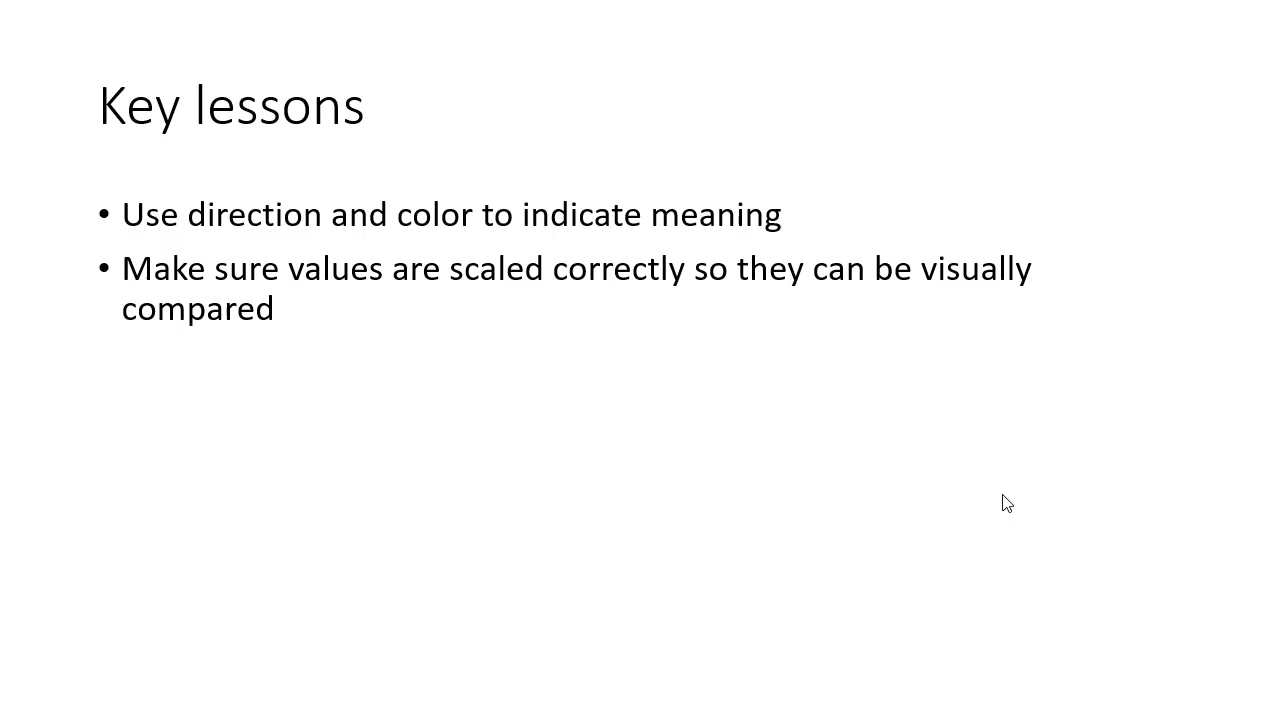 Key lessons
• Use direction and color to indicate meaning
• Make sure values are scaled correctly so they can be visually
compared